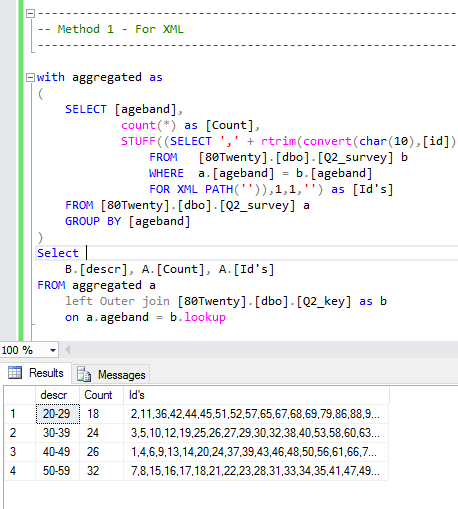 -- Method 1 - For XML
with aggregated as
(
SELECT [ageband],
count(*) as [Count],
STUFF((SELECT ',' + rtrim(convert(char(10),[id])
FROM [80Twenty].[dbo].[Q2_survey] b
WHERE a.[ageband] = b.[ageband]
FOR XML PATH('')),1,1,'') as [Id's]
FROM [80Twenty].[dbo].[Q2_survey] a
GROUP BY [ageband]
)
Select
B.[descr], A.[Count], A.[Id's]
FROM aggregated a
left Outer join [80Twenty].[dbo].[Q2_key] as b
on a.ageband = b.lookup
100 %
Results Messages
descr Count Id's
1 20-29 18 2,11,36,42,44,45,51,52,57,65,67,68,69,79,86,88,9...
2 30-39 24 3,5,10,12,19,25,26,27,29,30,32,38,40,53,58,60,63...
3 40-49 26 1,4,6,9,13,14,20,24,37,39,43,46,48,50,56,61,66,7...
4 50-59 32 7,8,15,16,17,18,21,22,23,28,31,33,34,35,41,47,49...